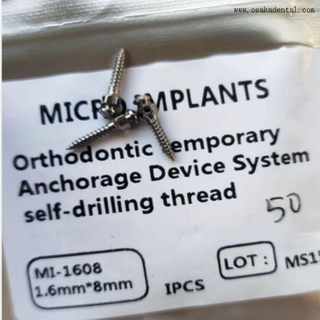 www.osakadental.com
MICRO IMPLANTS
Orthodontic Temporary
Anchorage Device System
self-drilling thread
50
MI-1608
1.6mm*8mm
1PCS
LOT :
MS1